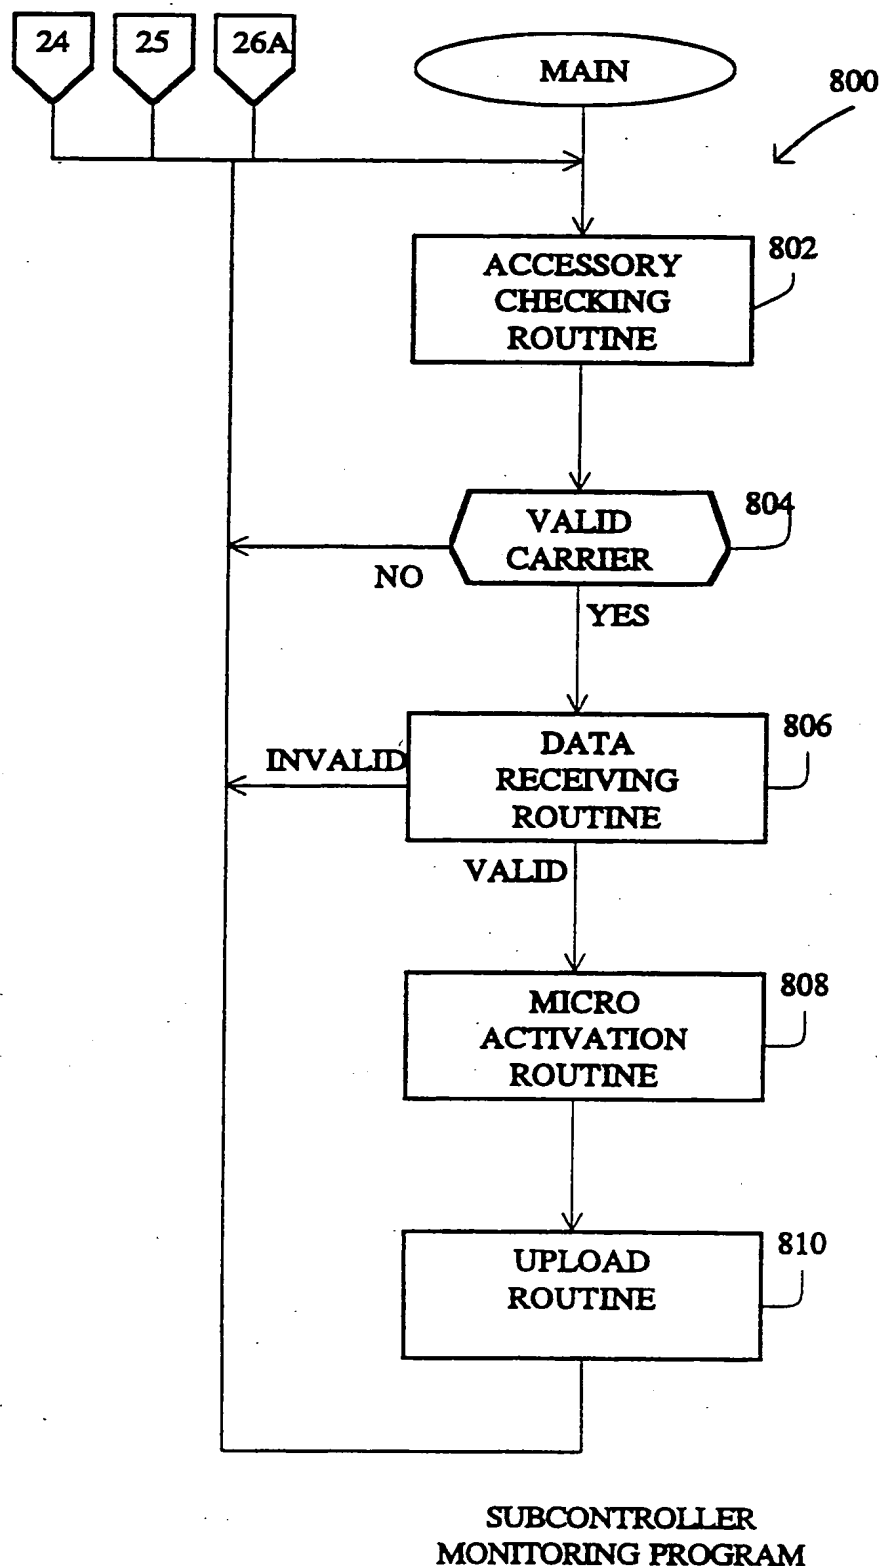 24
25
26A
MAIN
800
ACCESSORY
CHECKING
ROUTINE
802
VALID
CARRIER
804
NO
YES
DATA
RECEIVING
ROUTINE
806
INVALID
VALID
MICRO
ACTIVATION
ROUTINE
808
UPLOAD
ROUTINE
810
SUBCONTROLLER
MONITORING PROGRAM